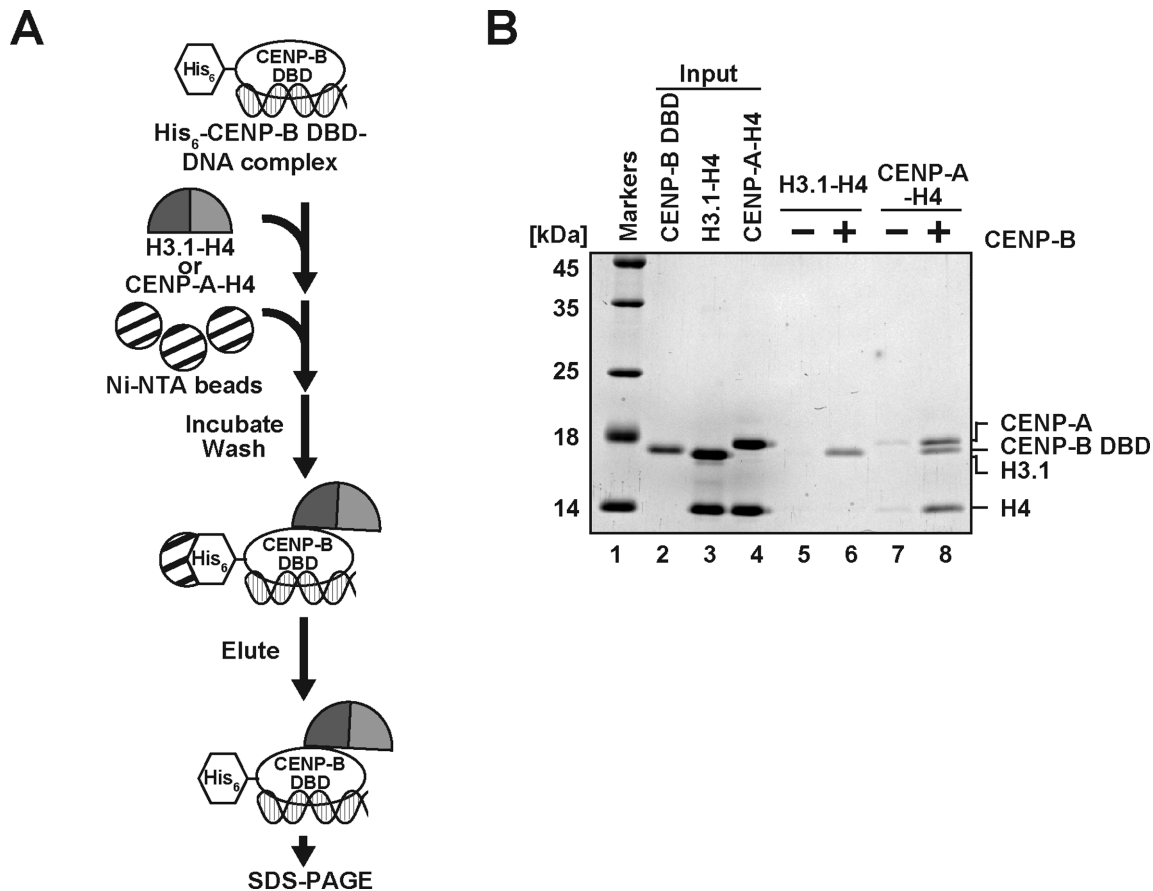 A
His6
CENP-B
DBD
His6-CENP-B DBD-
DNA complex
H3.1-H4
or
CENP-A-H4
Ni-NTA beads
Incubate
Wash
His6
CENP-B
DBD
Elute
His6
CENP-B
DBD
SDS-PAGE
B
Input
Markers
CENP-B DBD
H3.1-H4
CENP-A-H4
H3.1-H4
CENP-A
-H4
[kDa]
− + − + CENP-B
45
35
25
18
14
CENP-A
CENP-B DBD
H3.1
H4
1 2 3 4 5 6 7 8